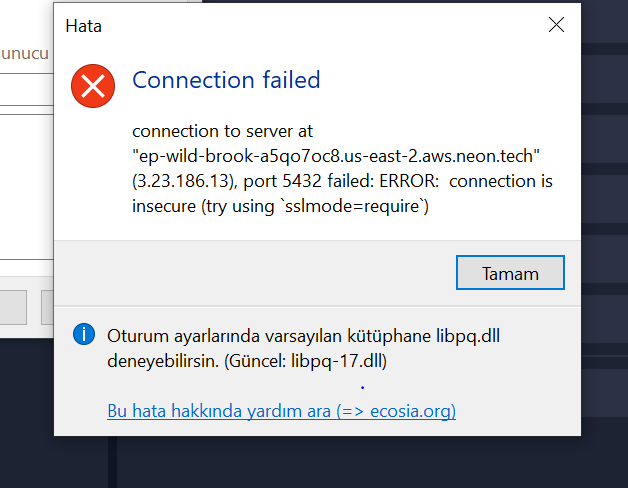 Hata
unucu
Connection failed
connection to server at
"ep-wild-brook-a5qo7oc8.us-east-2.aws.neon.tech"
(3.23.186.13), port 5432 failed: ERROR:  connection is
insecure (try using `sslmode=require`)
Tamam
Oturum ayarlarında varsayılan kütüphane libpq.dll
deneyebilirsin. (Güncel: libpq-17.dll)
Bu hata hakkında yardım ara (=> ecosia.org)